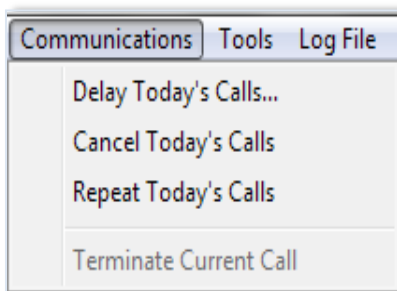 Communications Tools Log File
Delay Today's Calls...
Cancel Today's Calls
Repeat Today's Calls
Terminate Current Call